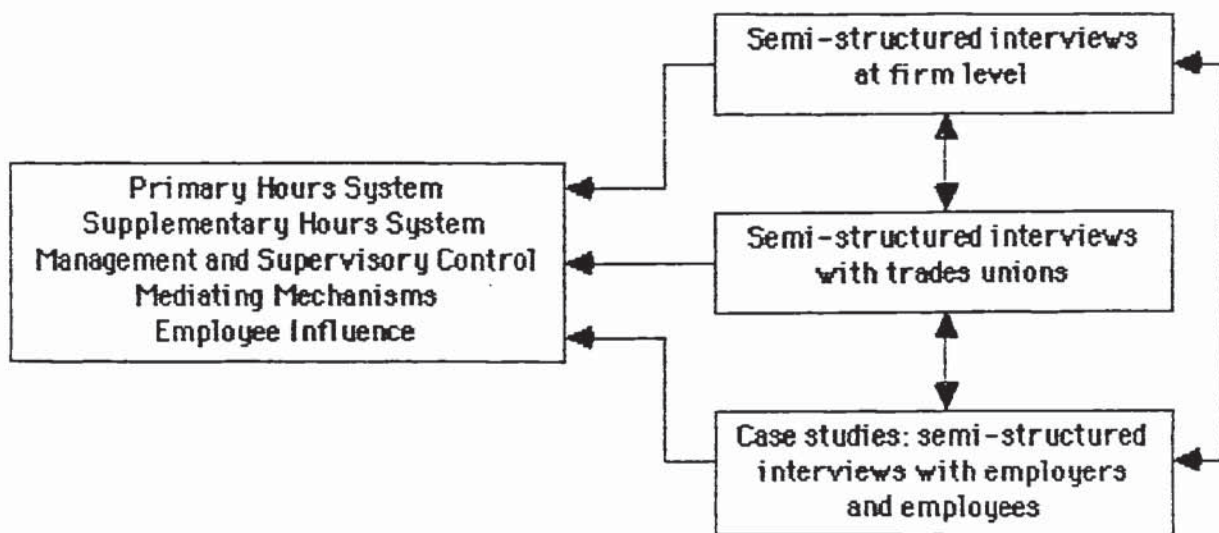 Semi-structured interviews
at firm level
Primary Hours System
Supplementary Hours System
Management and Supervisory Control
Mediating Mechanisms
Employee Influence
Semi-structured interviews
with trades unions
Case studies: semi-structured
interviews with employers
and employees